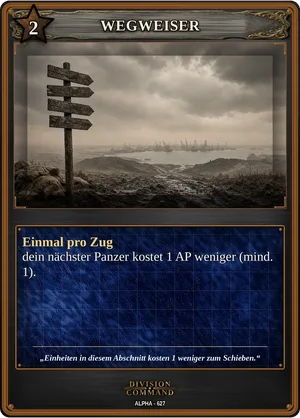 2
WEGWEISER
Einmal pro Zug
dein nächster Panzer kostet 1 AP weniger (mind.
1).
„Einheiten in diesem Abschnitt kosten 1 weniger zum Schieben.“
DIVISION
COMMAND
ALPHA - 627